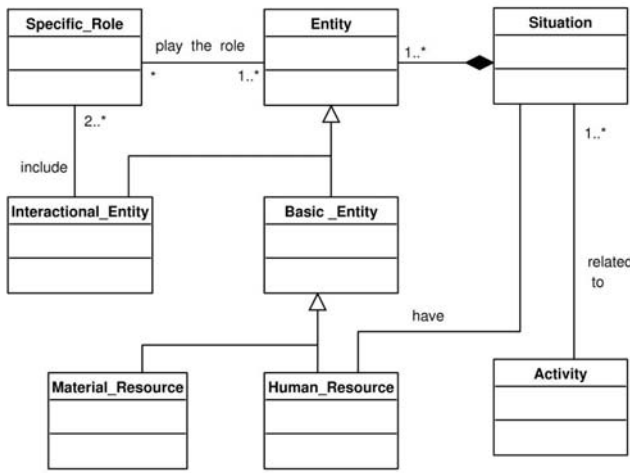 Specific_Role
Entity
Situation
play the role
*
1..*
1..*
2..*
1..*
include
Interactional_Entity
Basic _Entity
related
to
have
Material_Resource
Human_Resource
Activity